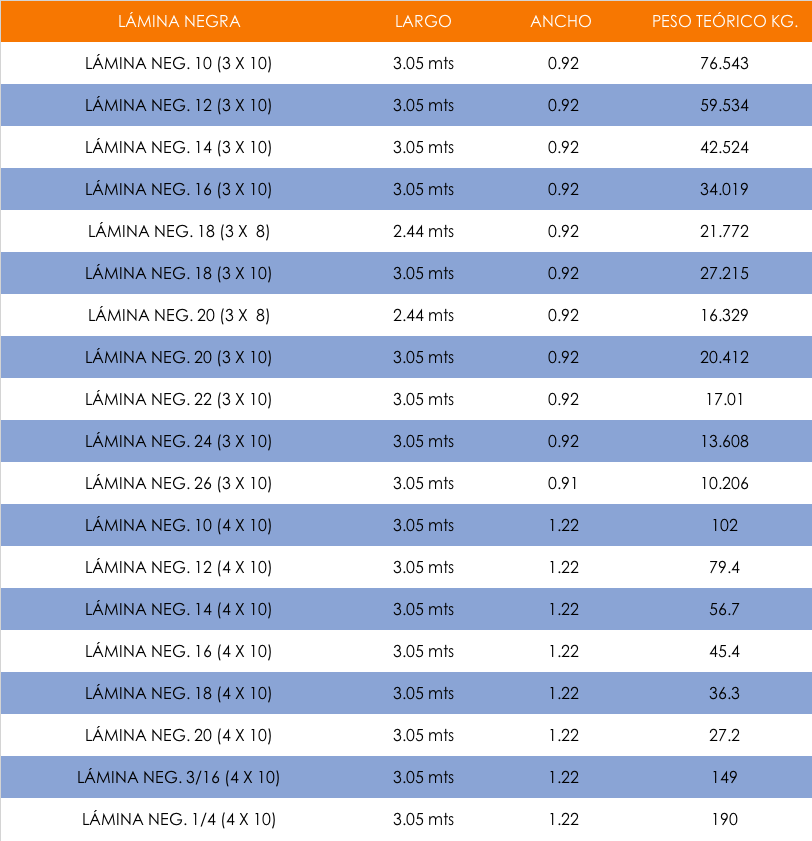 LÁMINA NEGRA LARGO ANCHO PESO TEÓRICO KG.
LÁMINA NEG. 10 (3 X 10) 3.05 mts 0.92 76.543
LÁMINA NEG. 12 (3 X 10) 3.05 mts 0.92 59.534
LÁMINA NEG. 14 (3 X 10) 3.05 mts 0.92 42.524
LÁMINA NEG. 16 (3 X 10) 3.05 mts 0.92 34.019
LÁMINA NEG. 18 (3 X  8) 2.44 mts 0.92 21.772
LÁMINA NEG. 18 (3 X 10) 3.05 mts 0.92 27.215
LÁMINA NEG. 20 (3 X  8) 2.44 mts 0.92 16.329
LÁMINA NEG. 20 (3 X 10) 3.05 mts 0.92 20.412
LÁMINA NEG. 22 (3 X 10) 3.05 mts 0.92 17.01
LÁMINA NEG. 24 (3 X 10) 3.05 mts 0.92 13.608
LÁMINA NEG. 26 (3 X 10) 3.05 mts 0.91 10.206
LÁMINA NEG. 10 (4 X 10) 3.05 mts 1.22 102
LÁMINA NEG. 12 (4 X 10) 3.05 mts 1.22 79.4
LÁMINA NEG. 14 (4 X 10) 3.05 mts 1.22 56.7
LÁMINA NEG. 16 (4 X 10) 3.05 mts 1.22 45.4
LÁMINA NEG. 18 (4 X 10) 3.05 mts 1.22 36.3
LÁMINA NEG. 20 (4 X 10) 3.05 mts 1.22 27.2
LÁMINA NEG. 3/16 (4 X 10) 3.05 mts 1.22 149
LÁMINA NEG. 1/4 (4 X 10) 3.05 mts 1.22 190